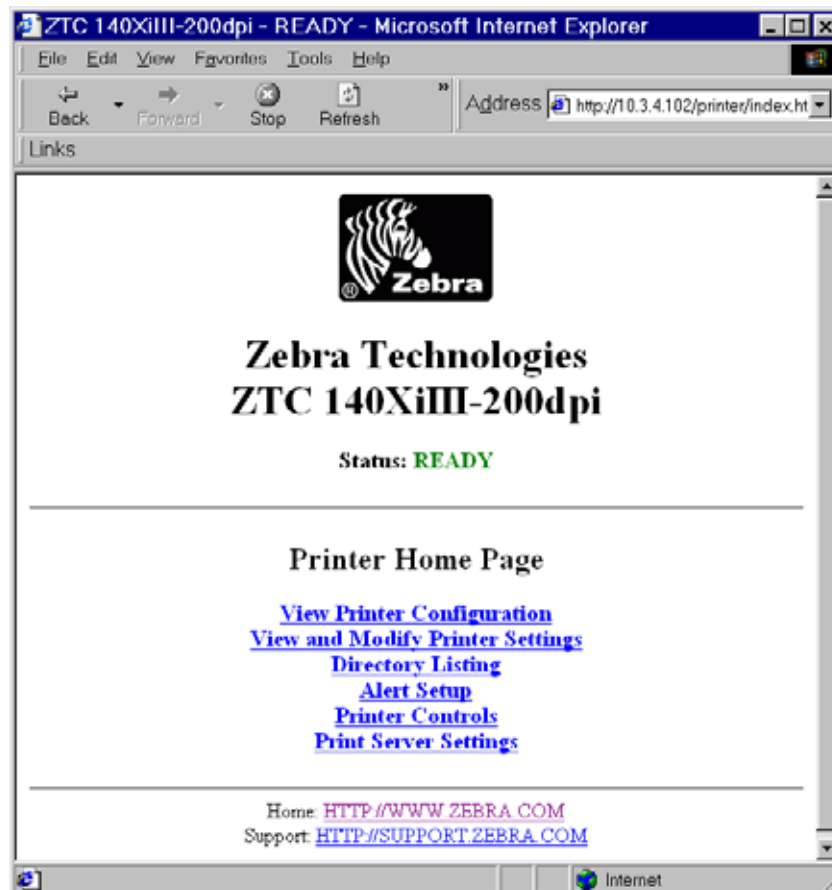 ZTC 140XiIII-200dpi - READY - Microsoft Internet Explorer
File Edit View Favorites Tools Help
Back Forward Stop Refresh » Address http://10.3.4.102/printer/index.ht
Links
® Zebra
Zebra Technologies
ZTC 140XiIII-200dpi
Status: READY
Printer Home Page
View Printer Configuration
View and Modify Printer Settings
Directory Listing
Alert Setup
Printer Controls
Print Server Settings
Home: HTTP://WWW.ZEBRA.COM
Support: HTTP://SUPPORT.ZEBRA.COM
Internet